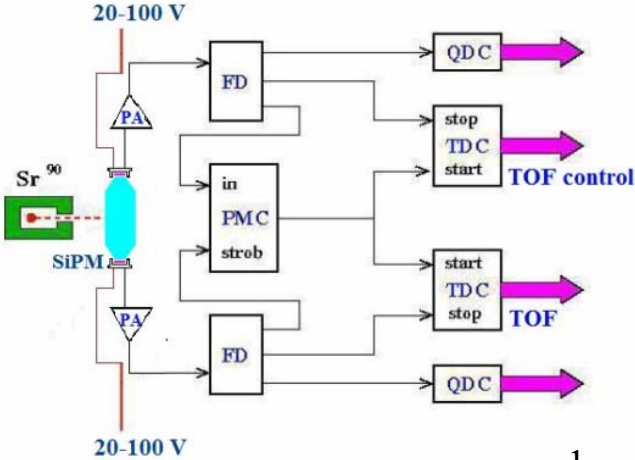 20-100 V
QDC
FD
PA
stop
TDC
start
TOF control
Sr 90
in
PMC
strob
SiPM
start
TDC
stop
TOF
PA
FD
QDC
20-100 V
1